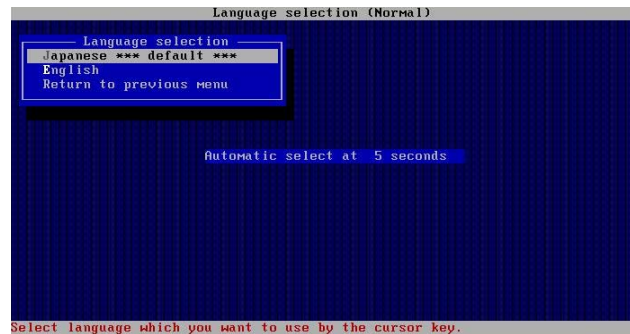 Language selection (Normal)
Language selection
Japanese *** default ***
English
Return to previous menu
Automatic select at 5 seconds
Select language which you want to use by the cursor key.